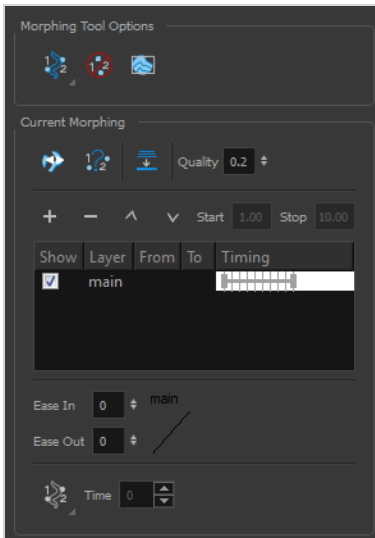 Morphing Tool Options
Current Morphing
Quality 0.2
Start 1.00 Stop 10.00
Show Layer From To Timing
main
Ease In 0 main
Ease Out 0
Time 0